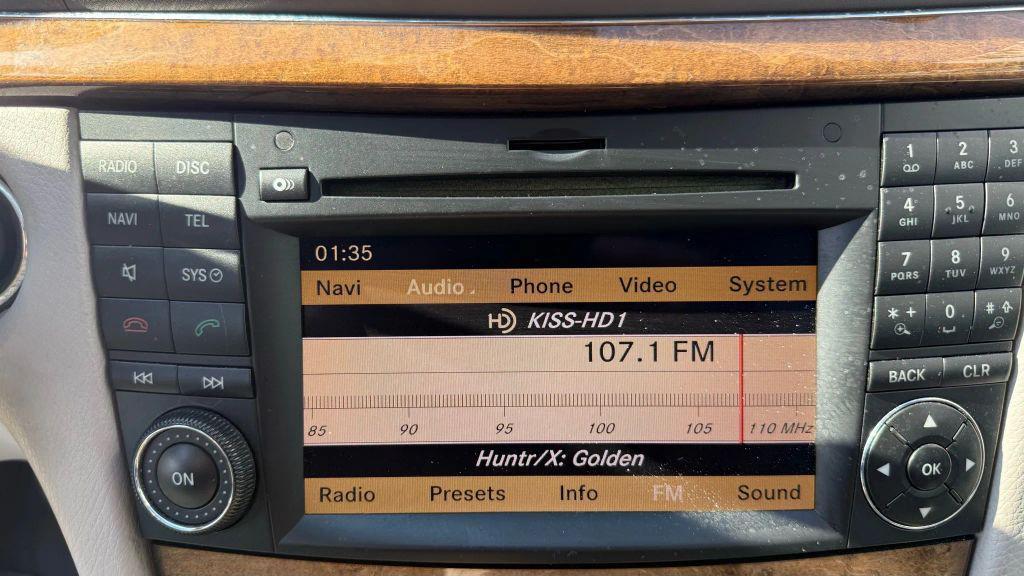 RADIO DISC
NAVI TEL
SYS
ON
01:35
Navi Audio Phone Video System
HD KISS-HD1
107.1 FM
85 90 95 100 105 110 MHz
Huntr/X: Golden
Radio Presets Info FM Sound
1 2 ABC 3 DEF
4 GHI 5 JKL 6 MNO
7 PQRS 8 TUV 9 WXYZ
* + 0 #
BACK CLR
OK